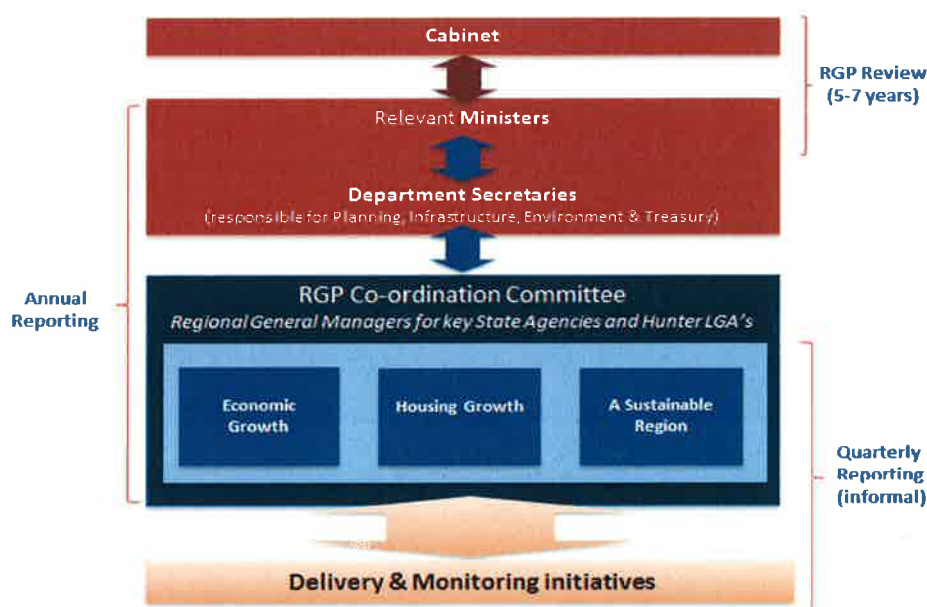 Cabinet
RGP Review
(5-7 years)
Relevant Ministers
Department Secretaries
(responsible for Planning, Infrastructure, Environment & Treasury)
Annual
Reporting
RGP Co-ordination Committee
Regional General Managers for key State Agencies and Hunter LGA's
Economic
Growth
Housing Growth
A Sustainable
Region
Quarterly
Reporting
(informal)
Delivery & Monitoring initiatives